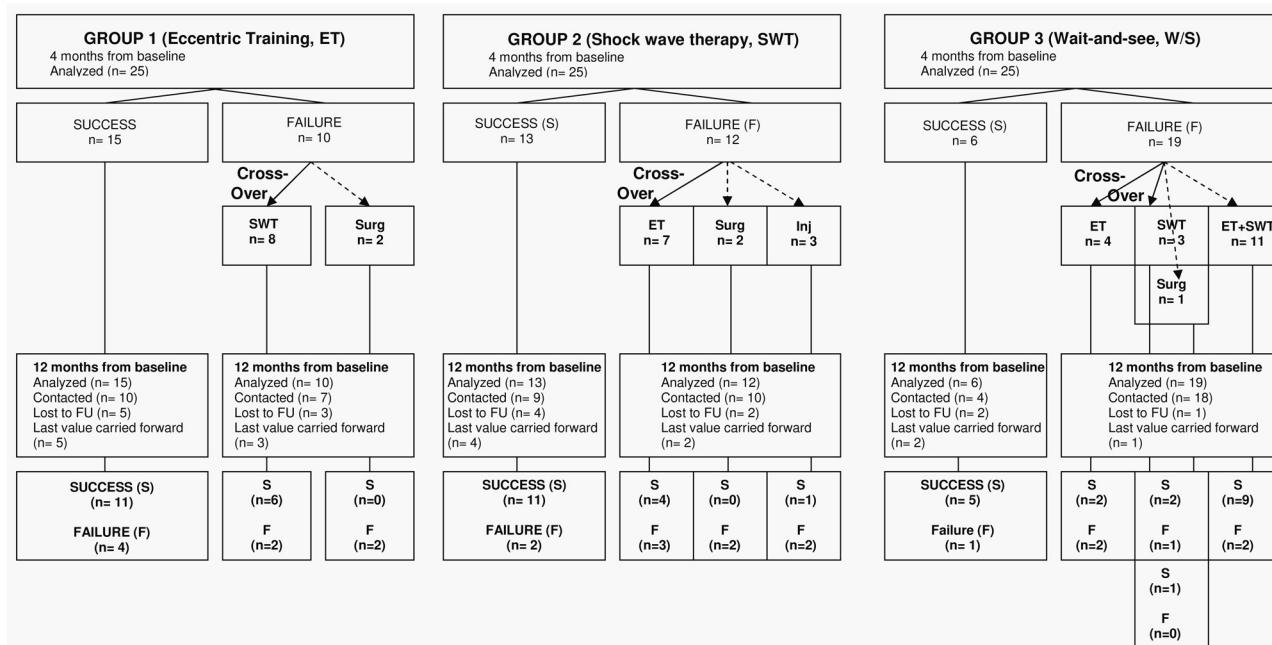 GROUP 1 (Eccentric Training, ET)
4 months from baseline
Analyzed (n= 25)
SUCCESS
n= 15
FAILURE
n= 10
Cross-
Over
SWT
n= 8
Surg
n= 2
12 months from baseline
Analyzed (n= 15)
Contacted (n= 10)
Lost to FU (n= 5)
Last value carried forward
(n= 5)
12 months from baseline
Analyzed (n= 10)
Contacted (n= 7)
Lost to FU (n= 3)
Last value carried forward
(n= 3)
SUCCESS (S)
(n= 11)
FAILURE (F)
(n= 4)
S
(n=6)
F
(n=2)
S
(n=0)
F
(n=2)
GROUP 2 (Shock wave therapy, SWT)
4 months from baseline
Analyzed (n= 25)
SUCCESS (S)
n= 13
FAILURE (F)
n= 12
Cross-
Over
ET
n= 7
Surg
n= 2
Inj
n= 3
12 months from baseline
Analyzed (n= 13)
Contacted (n= 9)
Lost to FU (n= 4)
Last value carried forward
(n= 4)
12 months from baseline
Analyzed (n= 12)
Contacted (n= 10)
Lost to FU (n= 2)
Last value carried forward
(n= 2)
SUCCESS (S)
(n= 11)
FAILURE (F)
(n= 2)
S
(n=4)
F
(n=3)
S
(n=0)
F
(n=2)
S
(n=1)
F
(n=2)
GROUP 3 (Wait-and-see, W/S)
4 months from baseline
Analyzed (n= 25)
SUCCESS (S)
n= 6
FAILURE (F)
n= 19
Cross-
Over
ET
n= 4
SWT
n= 3
ET+SWT
n= 11
Surg
n= 1
12 months from baseline
Analyzed (n= 6)
Contacted (n= 4)
Lost to FU (n= 2)
Last value carried forward
(n= 2)
12 months from baseline
Analyzed (n= 19)
Contacted (n= 18)
Lost to FU (n= 1)
Last value carried forward
(n= 1)
SUCCESS (S)
(n= 5)
Failure (F)
(n= 1)
S
(n=2)
F
(n=2)
S
(n=2)
F
(n=1)
S
(n=9)
F
(n=2)
S
(n=1)
F
(n=0)